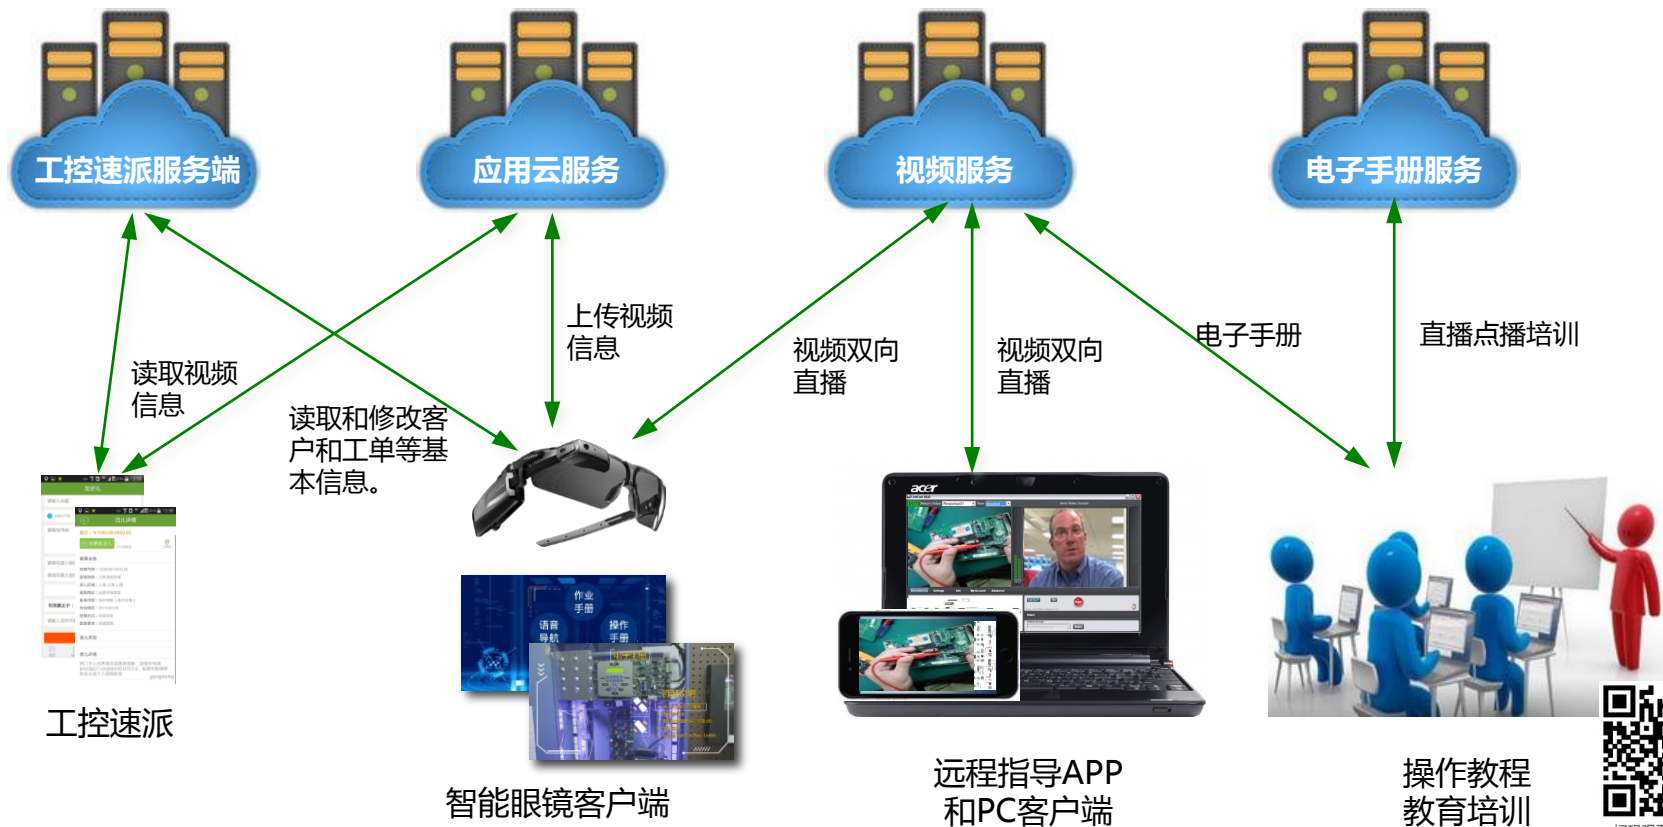 工控速派服务端
应用云服务
视频服务
电子手册服务
上传视频
信息
读取视频
信息
读取和修改客
户和工单等基
本信息。
视频双向
直播
视频双向
直播
电子手册
直播点播培训
acer
作业
手册
语音
导航
操作
手册
工控速派
智能眼镜客户端
远程指导APP
和PC客户端
操作教程
教育培训